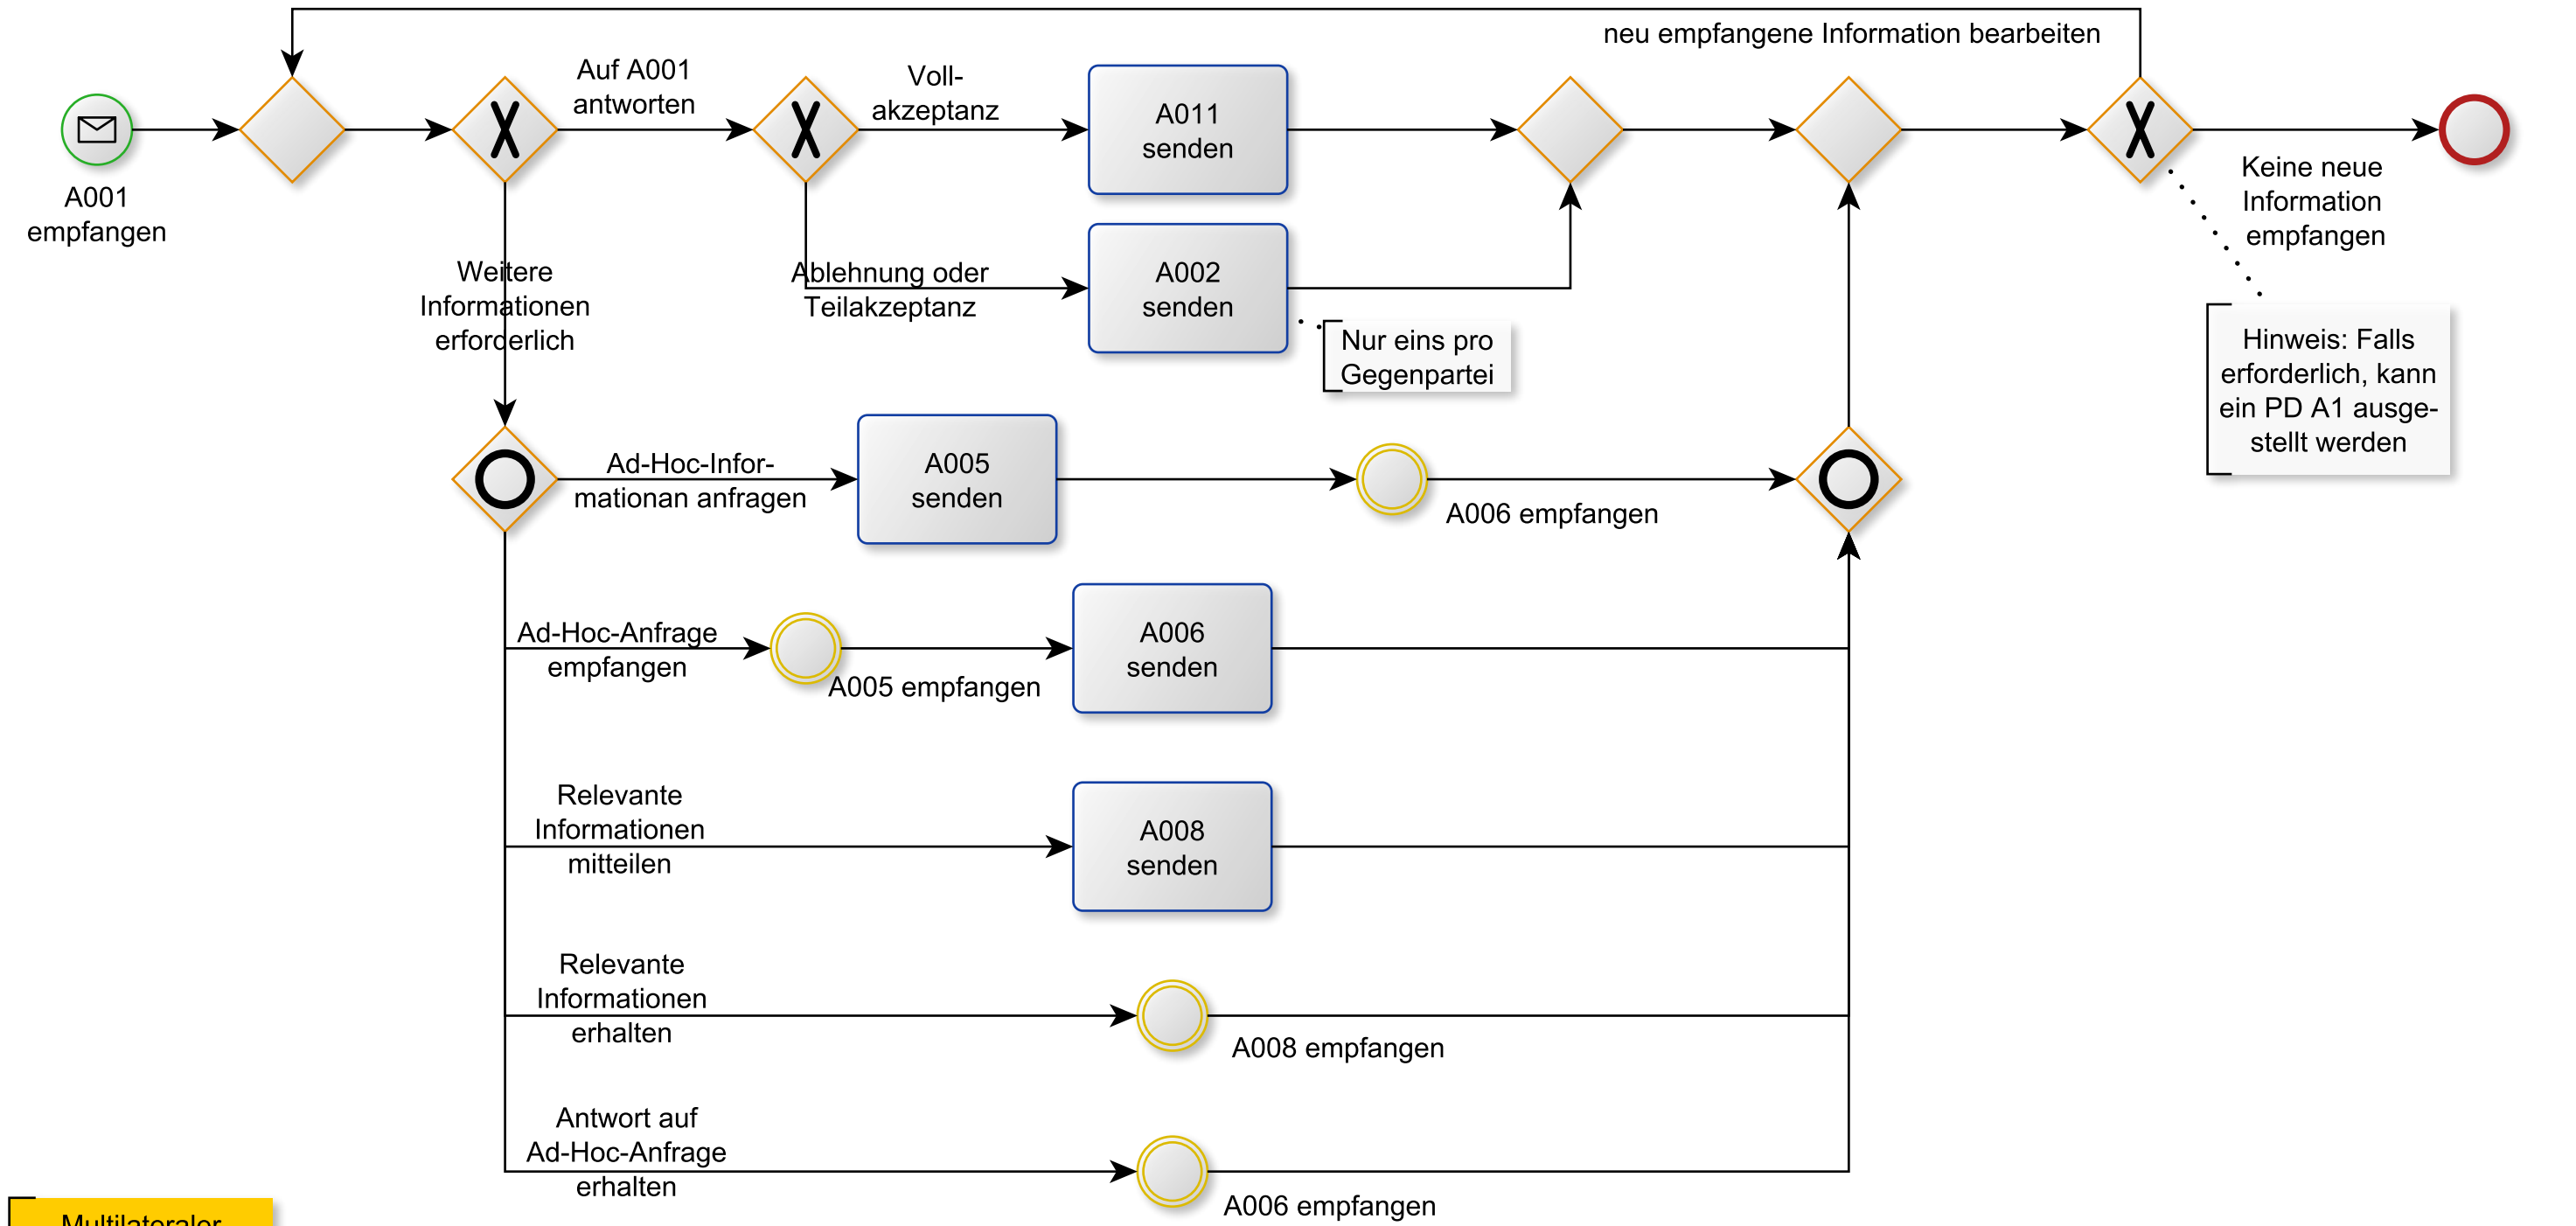 neu empfangene Information bearbeiten
Auf A001
antworten
Voll-
akzeptanz
A011
senden
A001
empfangen
Keine neue
Information
empfangen
Weitere
Informationen
erforderlich
Ablehnung oder
Teilakzeptanz
A002
senden
Nur eins pro
Gegenpartei
Hinweis: Falls
erforderlich, kann
ein PD A1 ausge-
stellt werden
Ad-Hoc-Infor-
mationan anfragen
A005
senden
A006 empfangen
Ad-Hoc-Anfrage
empfangen
A005 empfangen
A006
senden
Relevante
Informationen
mitteilen
A008
senden
Relevante
Informationen
erhalten
A008 empfangen
Antwort auf
Ad-Hoc-Anfrage
erhalten
A006 empfangen
Multilateraler